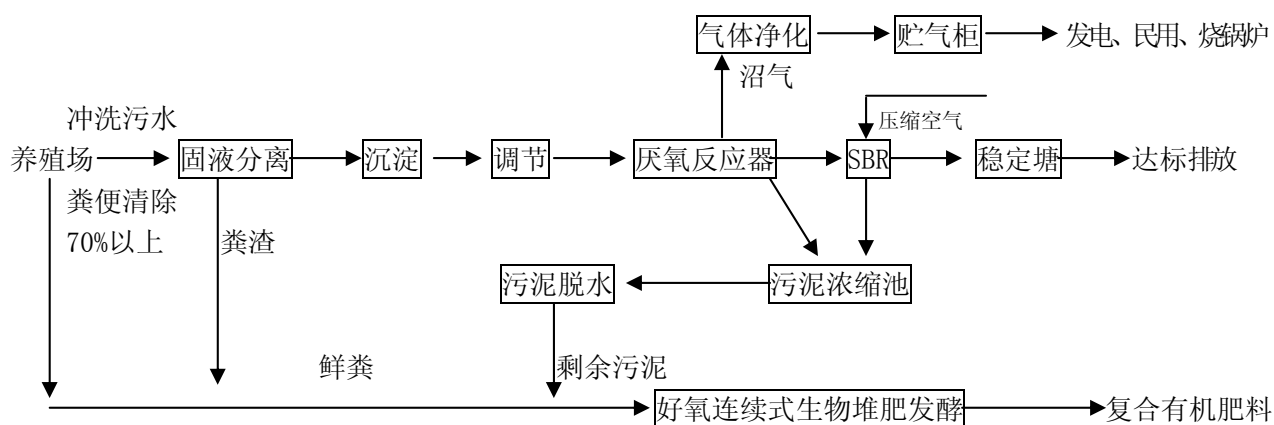 气体净化
贮气柜
发电、民用、烧锅炉
沼气
冲洗污水
压缩空气
养殖场
固液分离
沉淀
调节
厌氧反应器
SBR
稳定塘
达标排放
粪便清除
70%以上
粪渣
污泥脱水
污泥浓缩池
鲜粪
剩余污泥
好氧连续式生物堆肥发酵
复合有机肥料